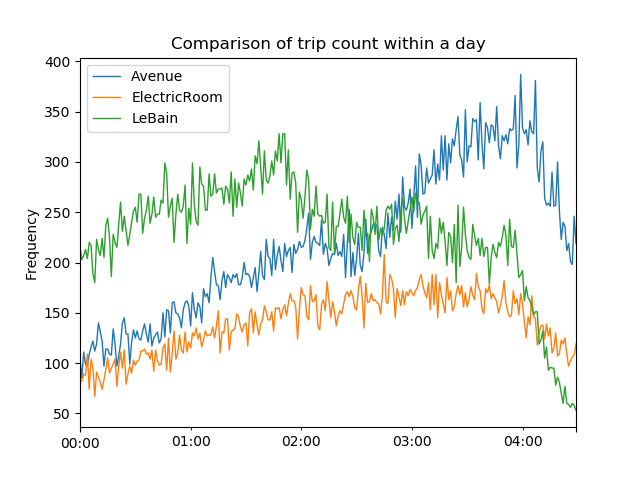 Comparison of trip count within a day
400
350
300
250
200
150
100
50
Frequency
Avenue
ElectricRoom
LeBain
00:00
01:00
02:00
03:00
04:00